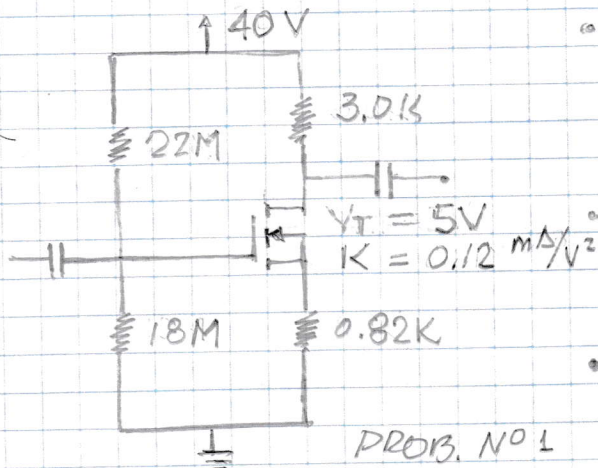 40V
3.0K
22M
VT = 5V
K = 0.12 mA/V²
18M
0.82K
PROB. Nº 1